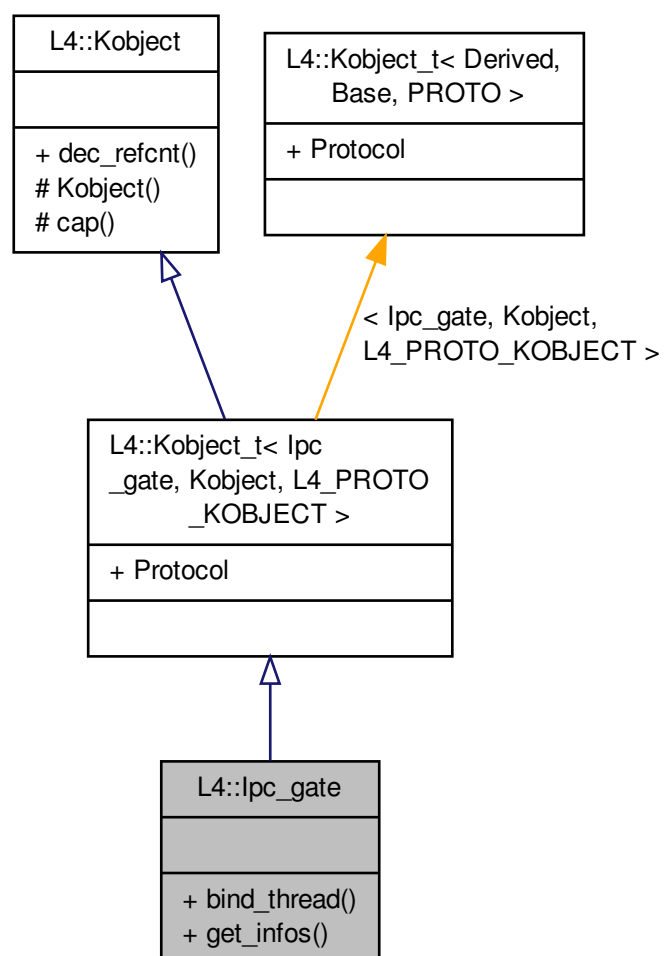 L4::Kobject
+ dec_refcnt()
# Kobject()
# cap()
L4::Kobject_t< Derived,
Base, PROTO >
+ Protocol
< Ipc_gate, Kobject,
L4_PROTO_KOBJECT >
L4::Kobject_t< Ipc
_gate, Kobject, L4_PROTO
_KOBJECT >
+ Protocol
L4::Ipc_gate
+ bind_thread()
+ get_infos()